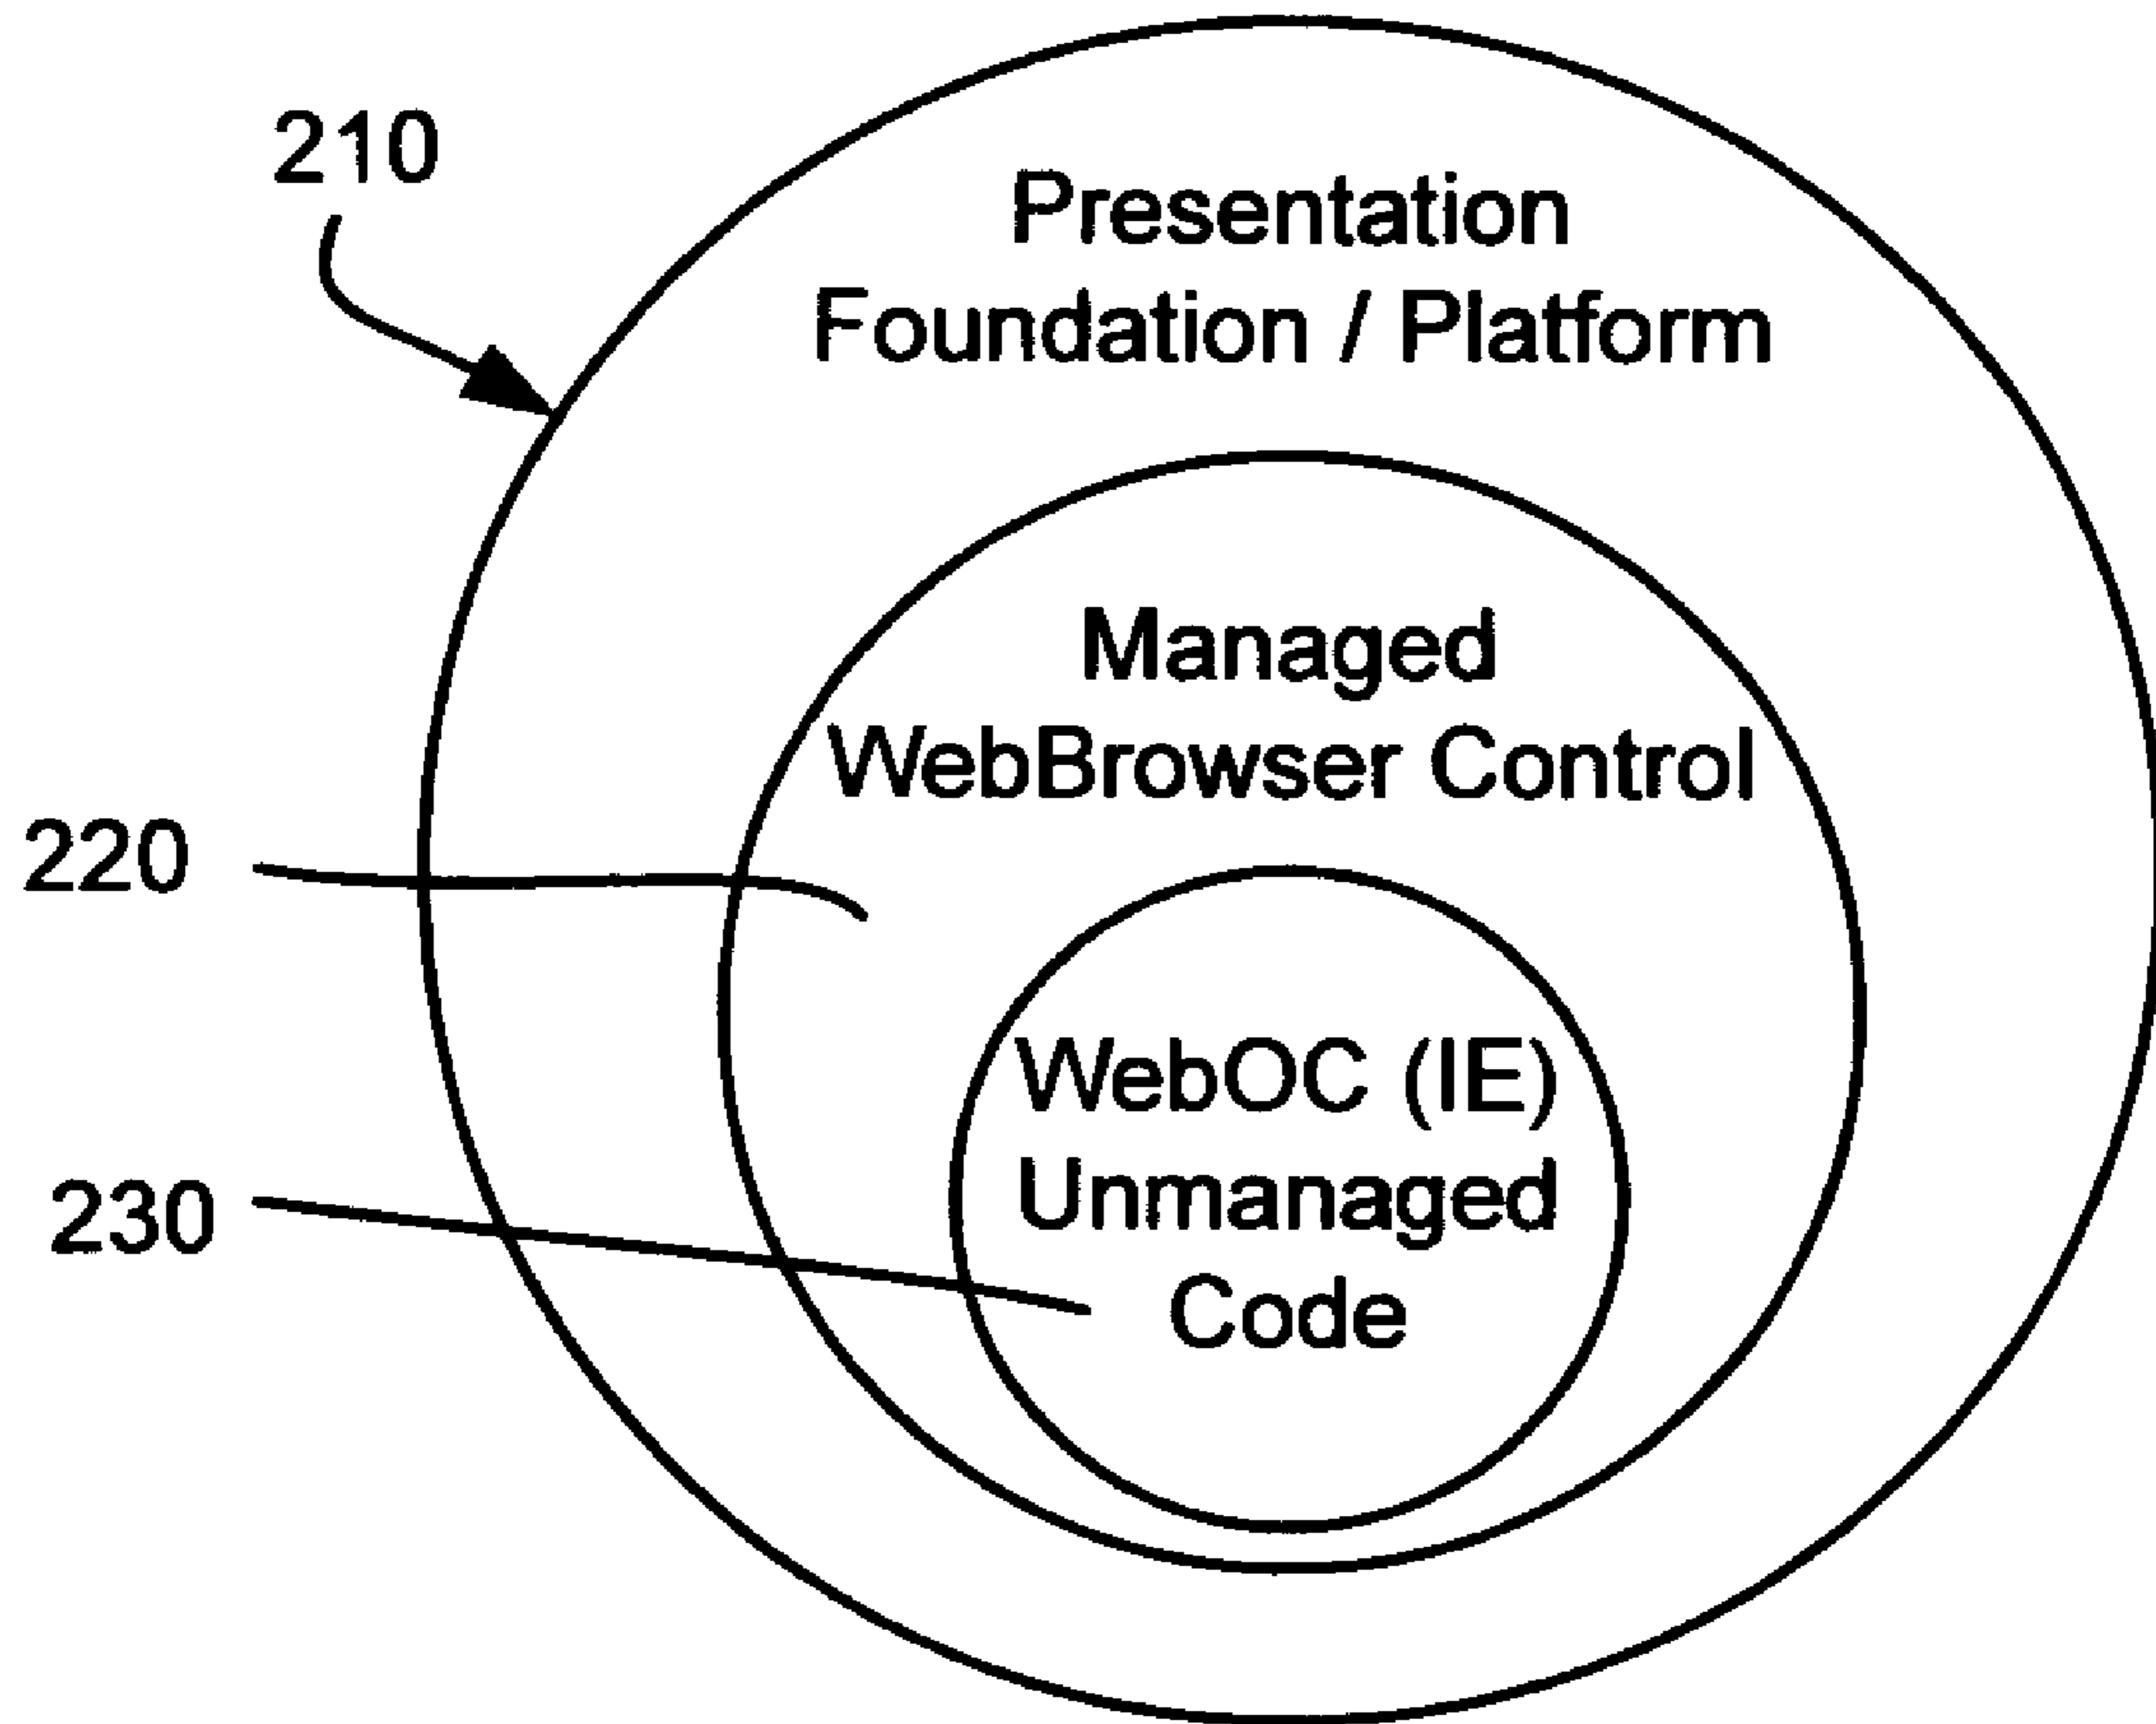 210
Presentation
Foundation / Platform
Managed
WebBrowser Control
220
WebOC (IE)
Unmanaged
230
Code